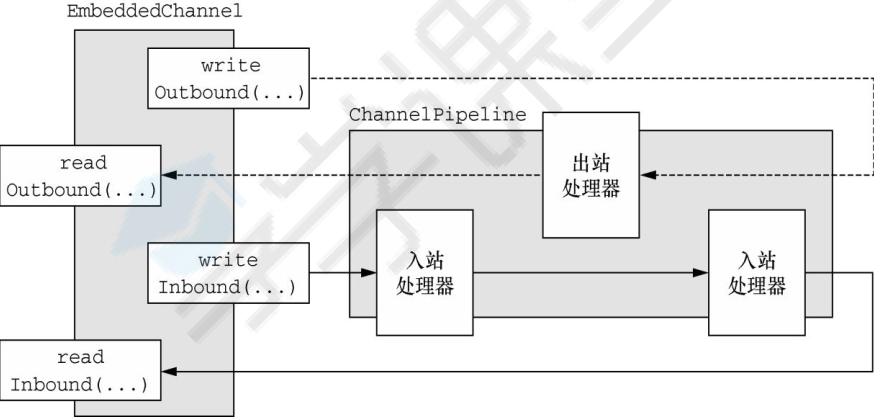 EmbeddedChannel
write
Outbound(...)
ChannelPipeline
read
Outbound(...)
出站
处理器
write
Inbound(...)
入站
处理器
入站
处理器
read
Inbound(...)